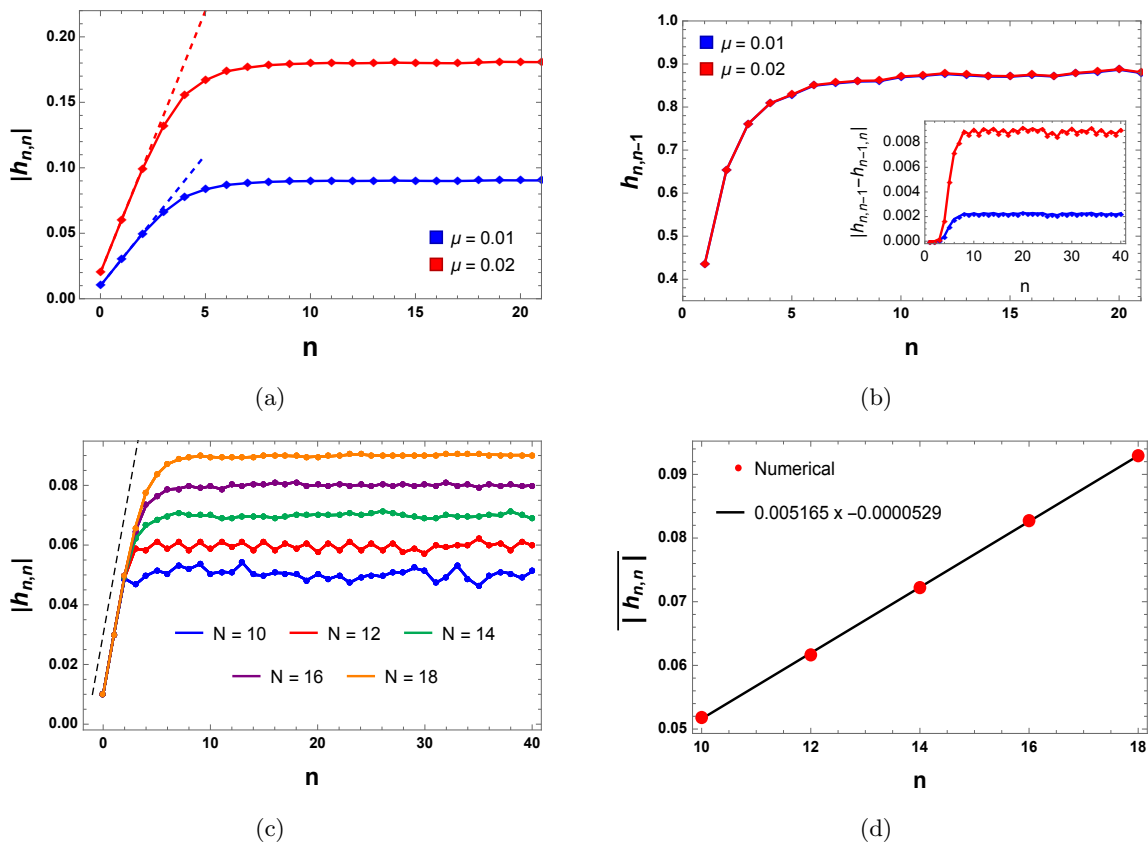 |h_{n,n}|
0.20
0.15
0.10
0.05
0.00
μ = 0.01
μ = 0.02
0 5 10 15 20
n
(a)
h_{n,n-1}
1.0
0.9
0.8
0.7
0.6
0.5
0.4
μ = 0.01
μ = 0.02
|h_{n,n-1}-h_{n-1,n}|
0.008
0.006
0.004
0.002
0.000
0 10 20 30 40
n
0 5 10 15 20
n
(b)
|h_{n,n}|
0.08
0.06
0.04
0.02
0.00
N = 10 N = 12 N = 14
N = 16 N = 18
0 10 20 30 40
n
(c)
|h_{n,n}|
0.09
0.08
0.07
0.06
0.05
Numerical
0.005165 x −0.0000529
10 12 14 16 18
n
(d)